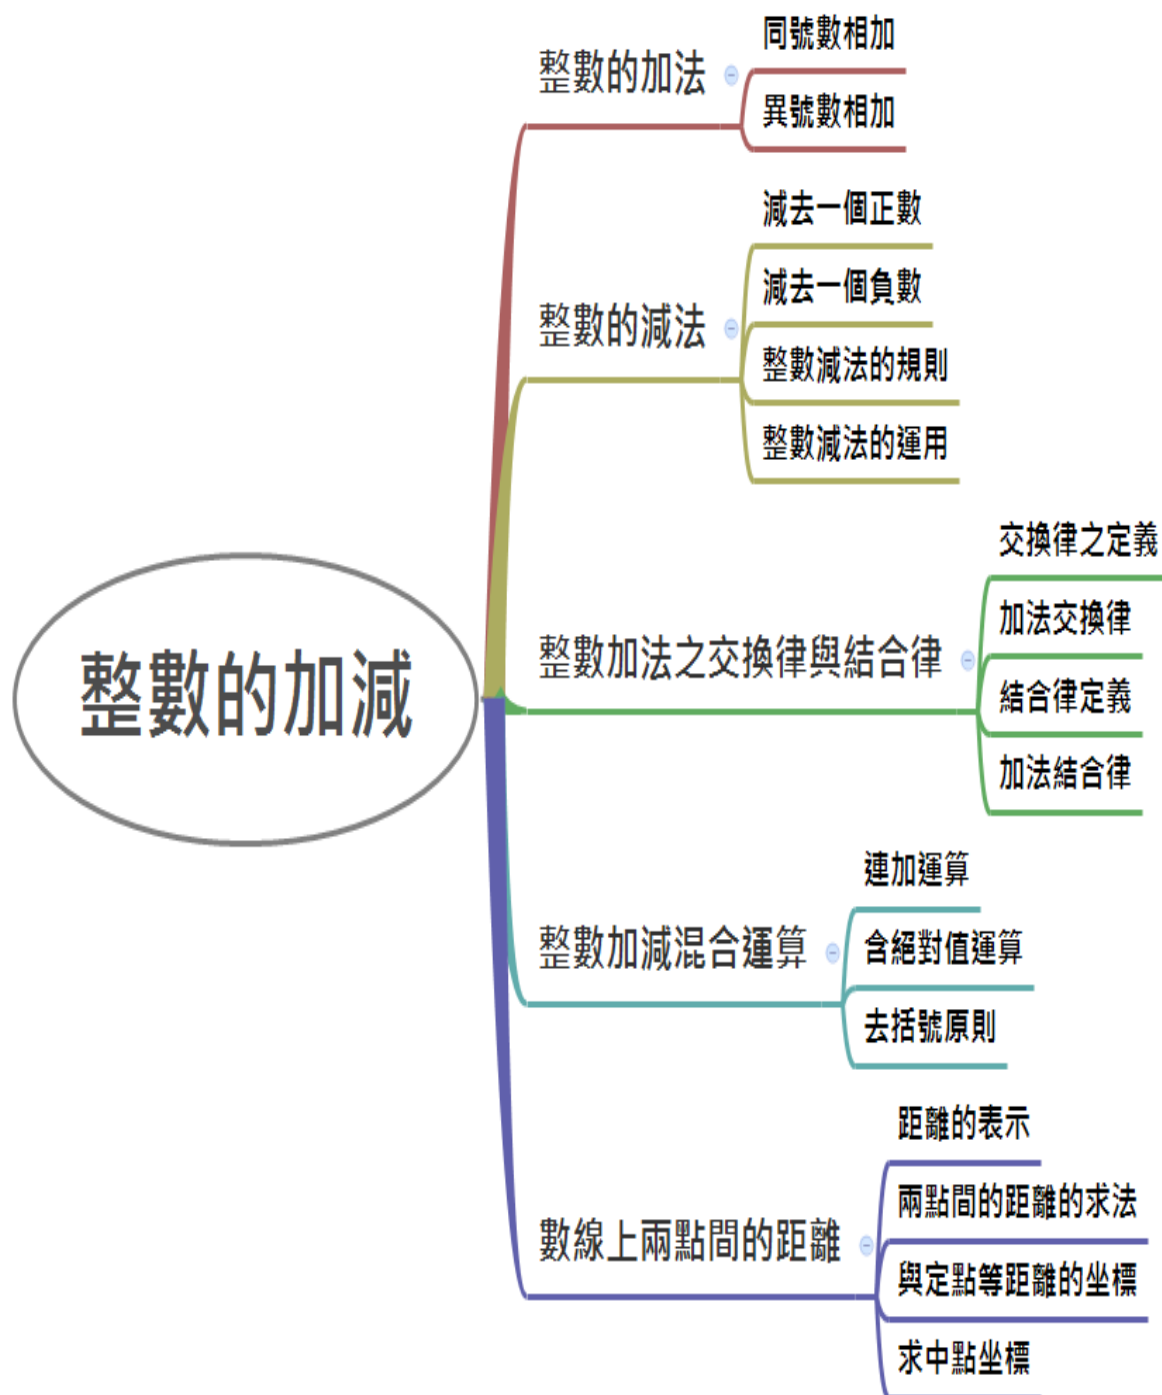 整數的加減
整數的加法
同號數相加
異號數相加
整數的減法
減去一個正數
減去一個負數
整數減法的規則
整數減法的運用
整數加法之交換律與結合律
交換律之定義
加法交換律
結合律定義
加法結合律
整數加減混合運算
連加運算
含絕對值運算
去括號原則
數線上兩點間的距離
距離的表示
兩點間的距離的求法
與定點等距離的坐標
求中點坐標